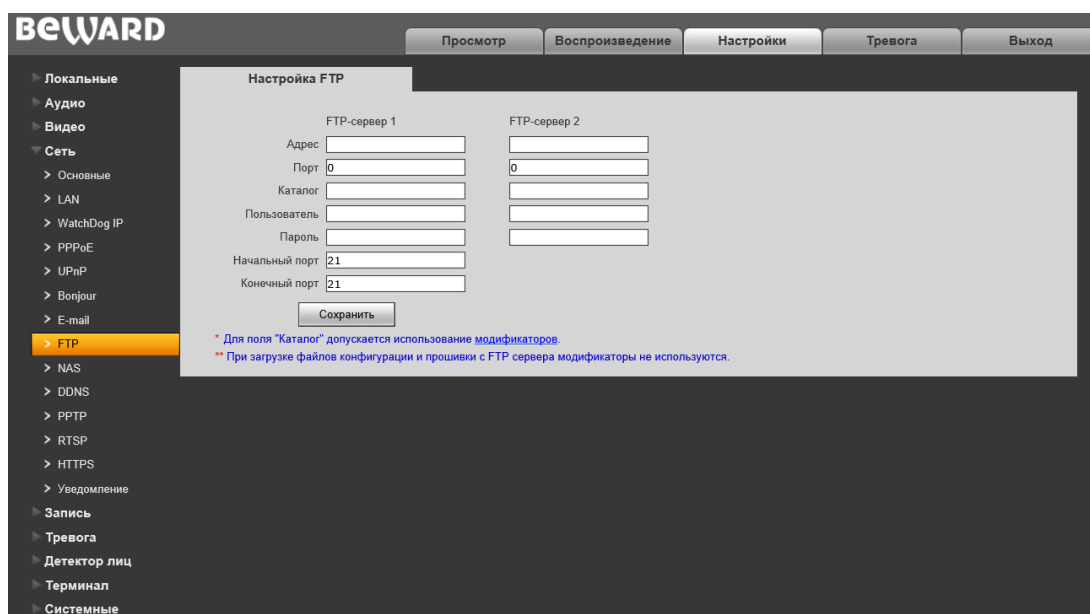 BEWARD
Просмотр Воспроизведение Настройки Тревога Выход
Локальные
Аудио
Видео
Сеть
Основные
LAN
WatchDog IP
PPPoE
UPnP
Bonjour
E-mail
FTP
NAS
DDNS
PPTP
RTSP
HTTPS
Уведомление
Запись
Тревога
Детектор лиц
Терминал
Системные
Настройка FTP
FTP-сервер 1 FTP-сервер 2
Адрес
Порт 0 0
Каталог
Пользователь
Пароль
Начальный порт 21
Конечный порт 21
Сохранить
* Для поля "Каталог" допускается использование модификаторов.
** При загрузке файлов конфигурации и прошивки с FTP сервера модификаторы не используются.